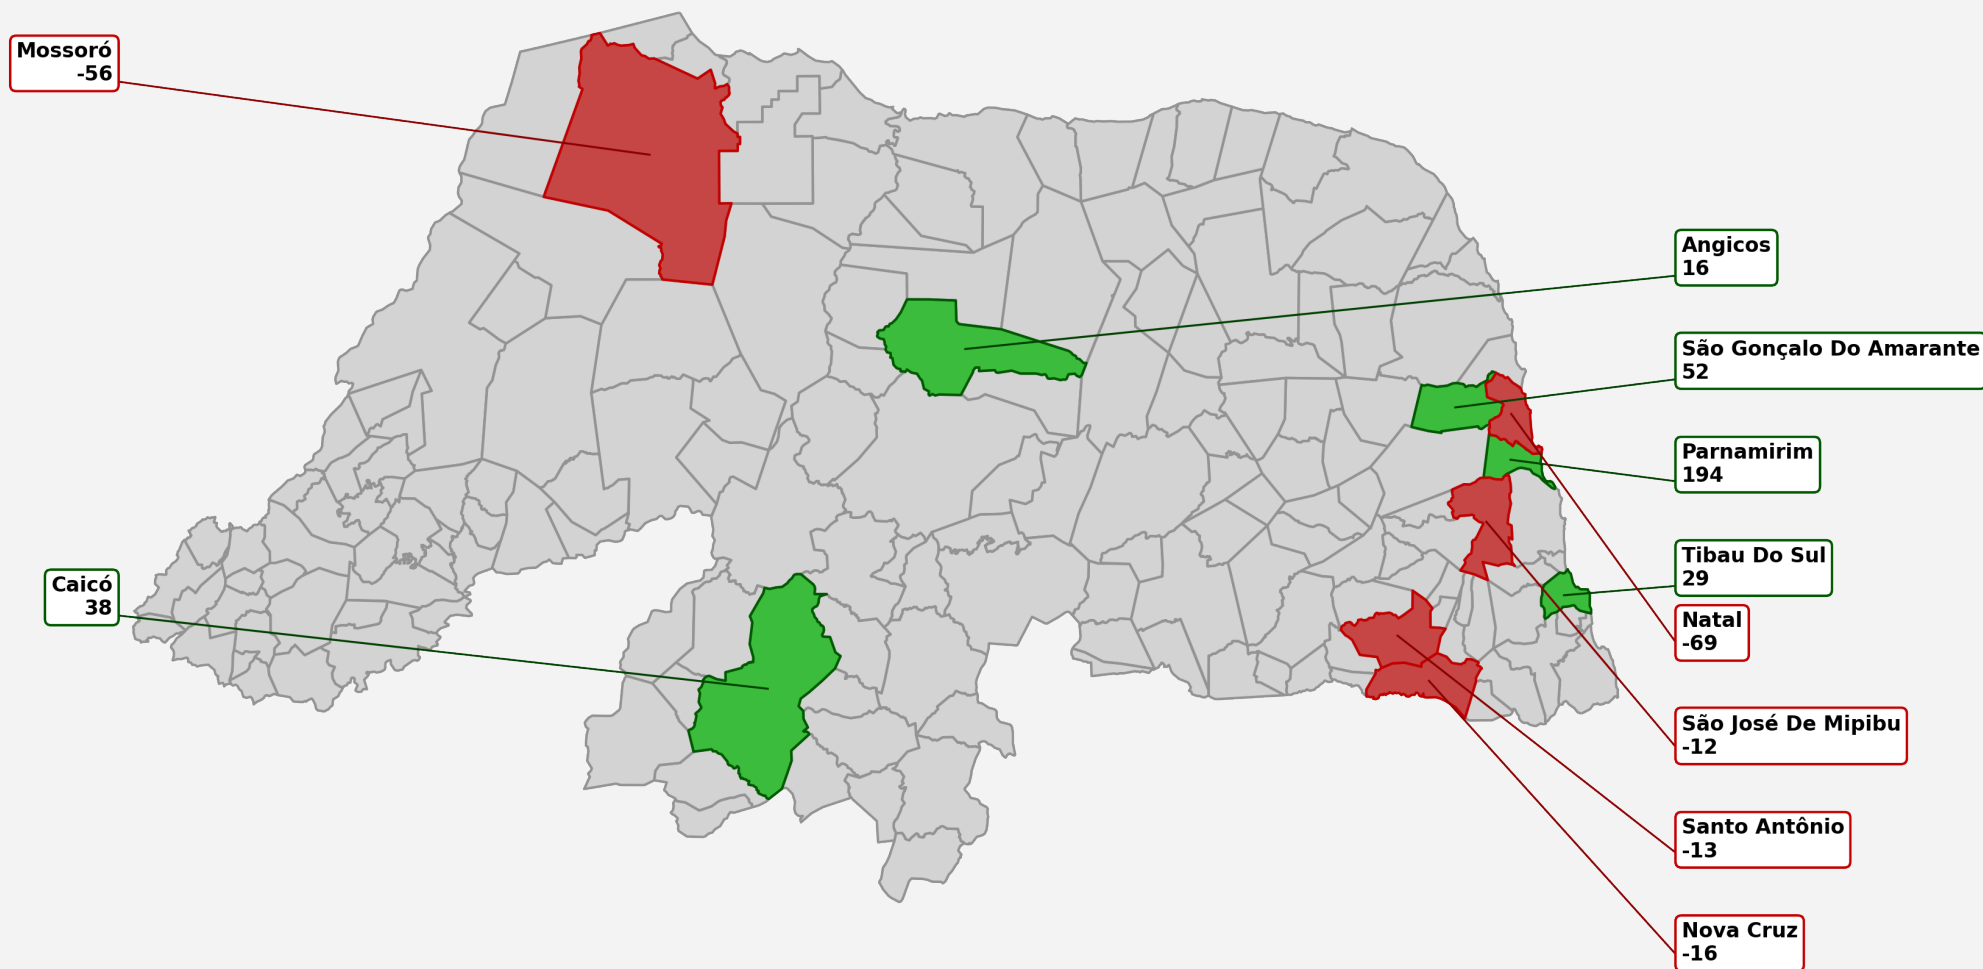 Mossoró
-56
Angicos
16
São Gonçalo Do Amarante
52
Parnamirim
194
Tibau Do Sul
29
Caicó
38
Natal
-69
São José De Mipibu
-12
Santo Antônio
-13
Nova Cruz
-16